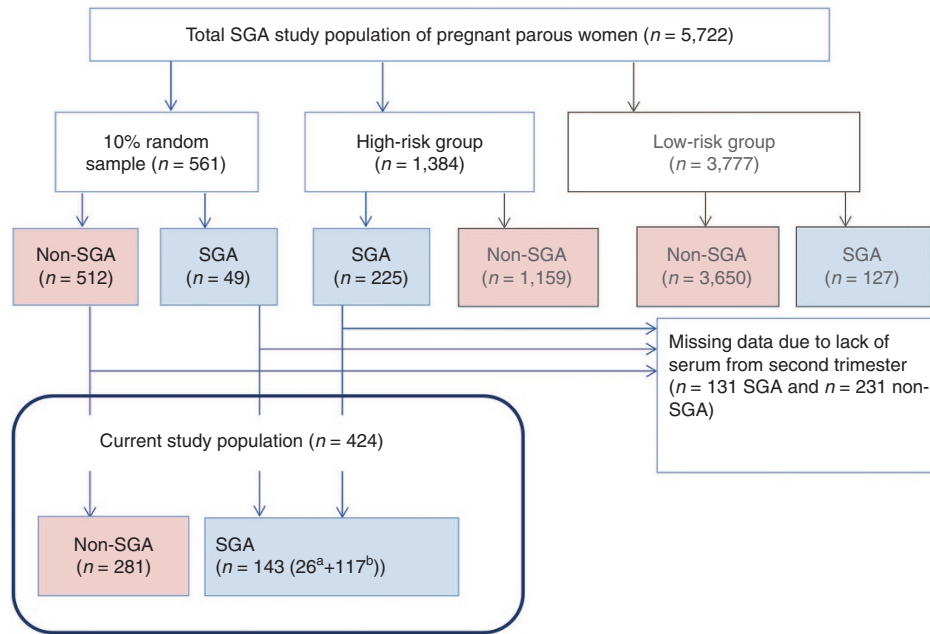 Total SGA study population of pregnant parous women (n = 5,722)
10% random
sample (n = 561)
High-risk group
(n = 1,384)
Low-risk group
(n = 3,777)
Non-SGA
(n = 512)
SGA
(n = 49)
SGA
(n = 225)
Non-SGA
(n = 1,159)
Non-SGA
(n = 3,650)
SGA
(n = 127)
Missing data due to lack of
serum from second trimester
(n = 131 SGA and n = 231 non-
SGA)
Current study population (n = 424)
Non-SGA
(n = 281)
SGA
(n = 143 (26ᵃ+117ᵇ))